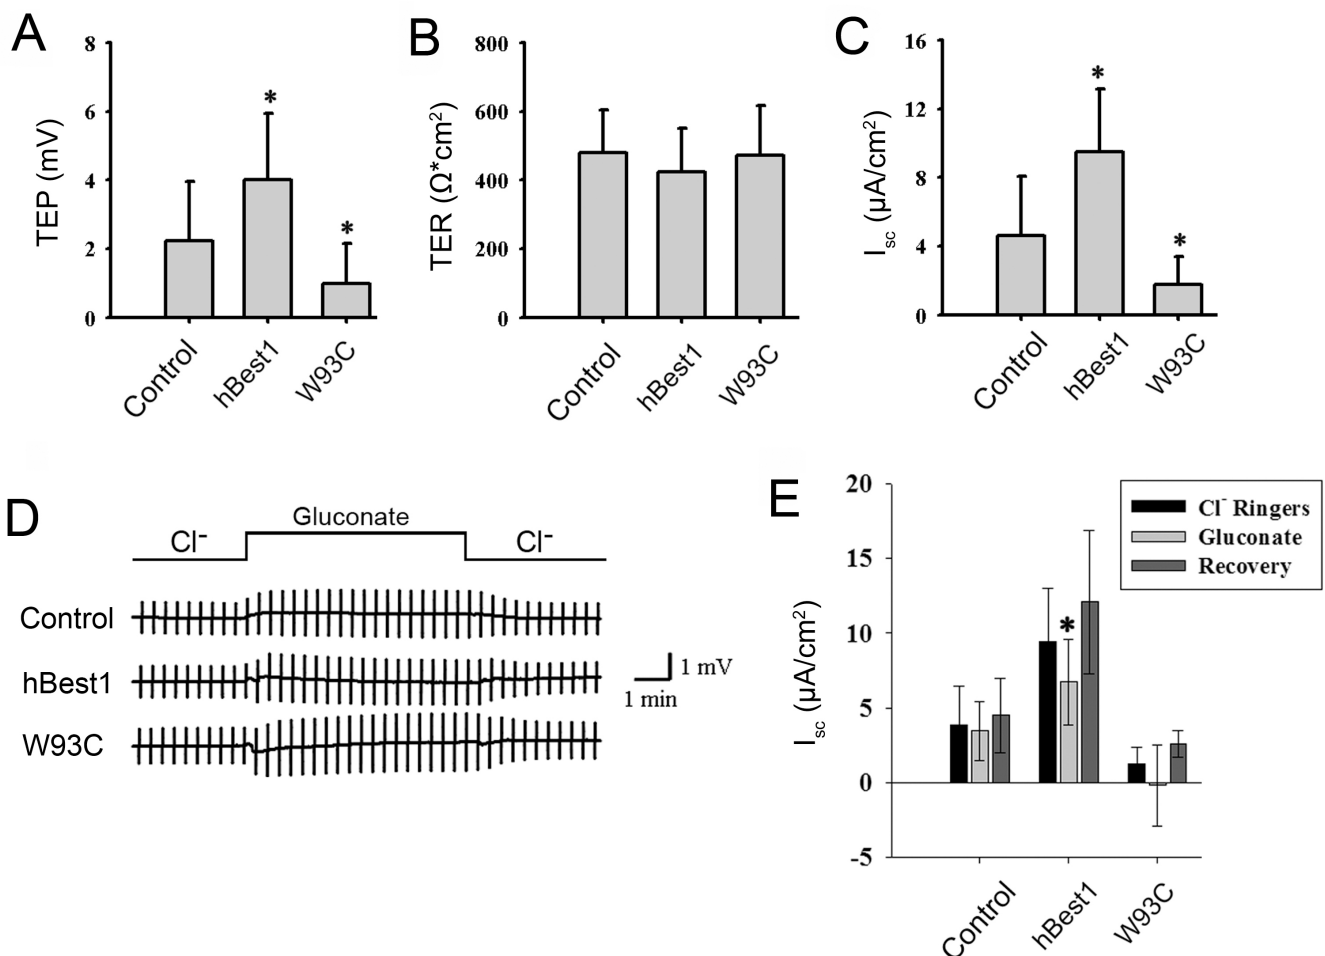 A
TEP (mV)
8
6
4
2
0
*
*
Control
hBest1
W93C
B
TER (Ω*cm²)
800
600
400
200
0
Control
hBest1
W93C
C
Isc (μA/cm²)
16
12
8
4
0
*
*
Control
hBest1
W93C
D
Gluconate
Cl⁻
Cl⁻
Control
hBest1
W93C
1 mV
1 min
E
Isc (μA/cm²)
20
15
10
5
0
-5
*
Cl⁻ Ringers
Gluconate
Recovery
Control
hBest1
W93C